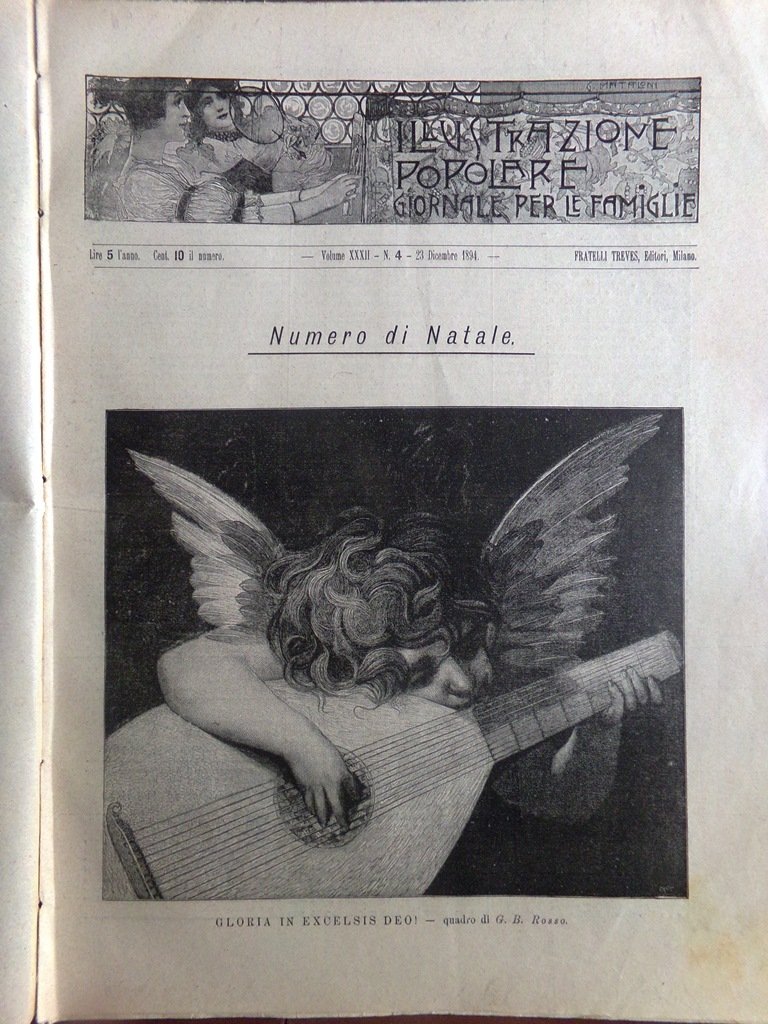 G. MATALONI
ILLUSTRAZIONE
POPOLARE
GIORNALE PER LE FAMIGLIE
Lire 5 l'anno. Cent. 10 il numero. — Volume XXXII - N. 4 - 23 Dicembre 1894. — FRATELLI TREVES, Editori, Milano.
Numero di Natale.
GLORIA IN EXCELSIS DEO! — quadro di G. B. Rosso.